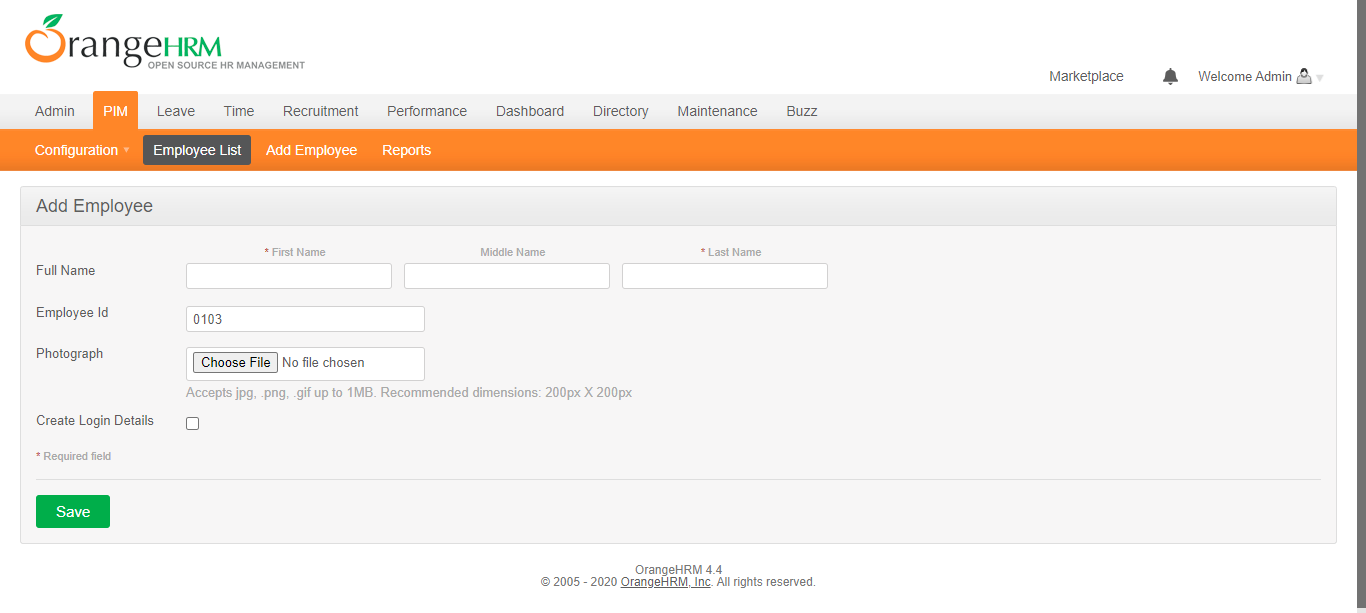 OrangeHRM
OPEN SOURCE HR MANAGEMENT
Marketplace Welcome Admin
Admin PIM Leave Time Recruitment Performance Dashboard Directory Maintenance Buzz
Configuration Employee List Add Employee Reports
Add Employee
* First Name Middle Name * Last Name
Full Name
Employee Id 0103
Photograph Choose File No file chosen
Accepts jpg, .png, .gif up to 1MB. Recommended dimensions: 200px X 200px
Create Login Details
* Required field
Save
OrangeHRM 4.4
© 2005 - 2020 OrangeHRM, Inc. All rights reserved.